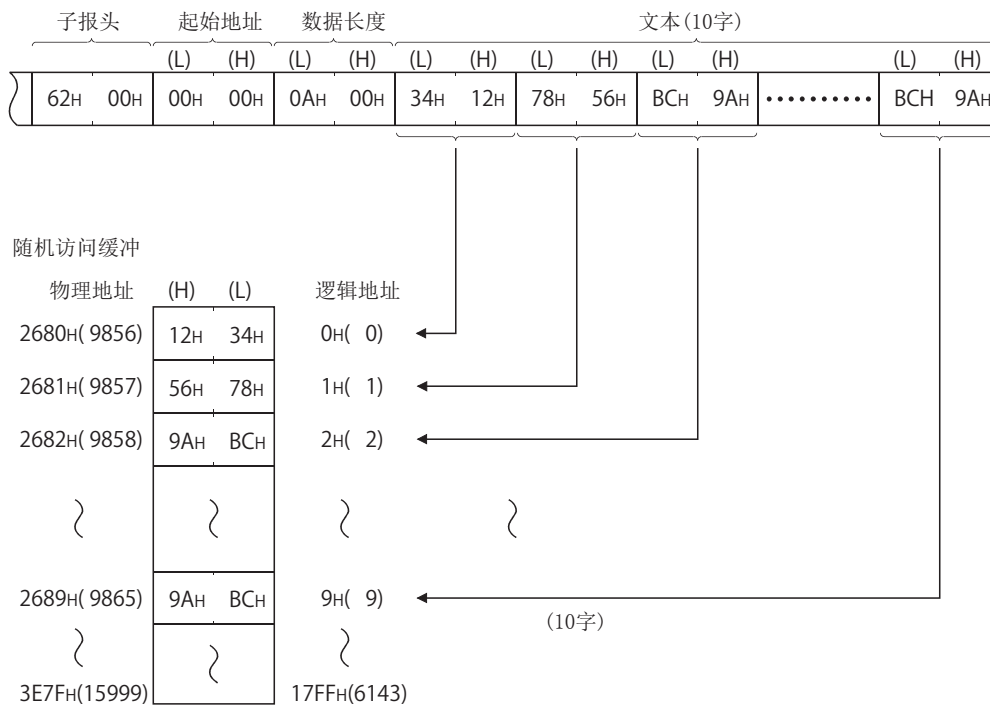 子报头 起始地址 数据长度 文本(10字)
(L) (H) (L) (H) (L) (H) (L) (H) (L) (H) (L) (H)
62H 00H 00H 00H 0AH 00H 34H 12H 78H 56H BCH 9AH •••••••••• BCH 9AH
随机访问缓冲
物理地址 (H) (L) 逻辑地址
2680H( 9856) 12H 34H 0H( 0)
2681H( 9857) 56H 78H 1H( 1)
2682H( 9858) 9AH BCH 2H( 2)
2689H( 9865) 9AH BCH 9H( 9)
(10字)
3E7FH(15999) 17FFH(6143)